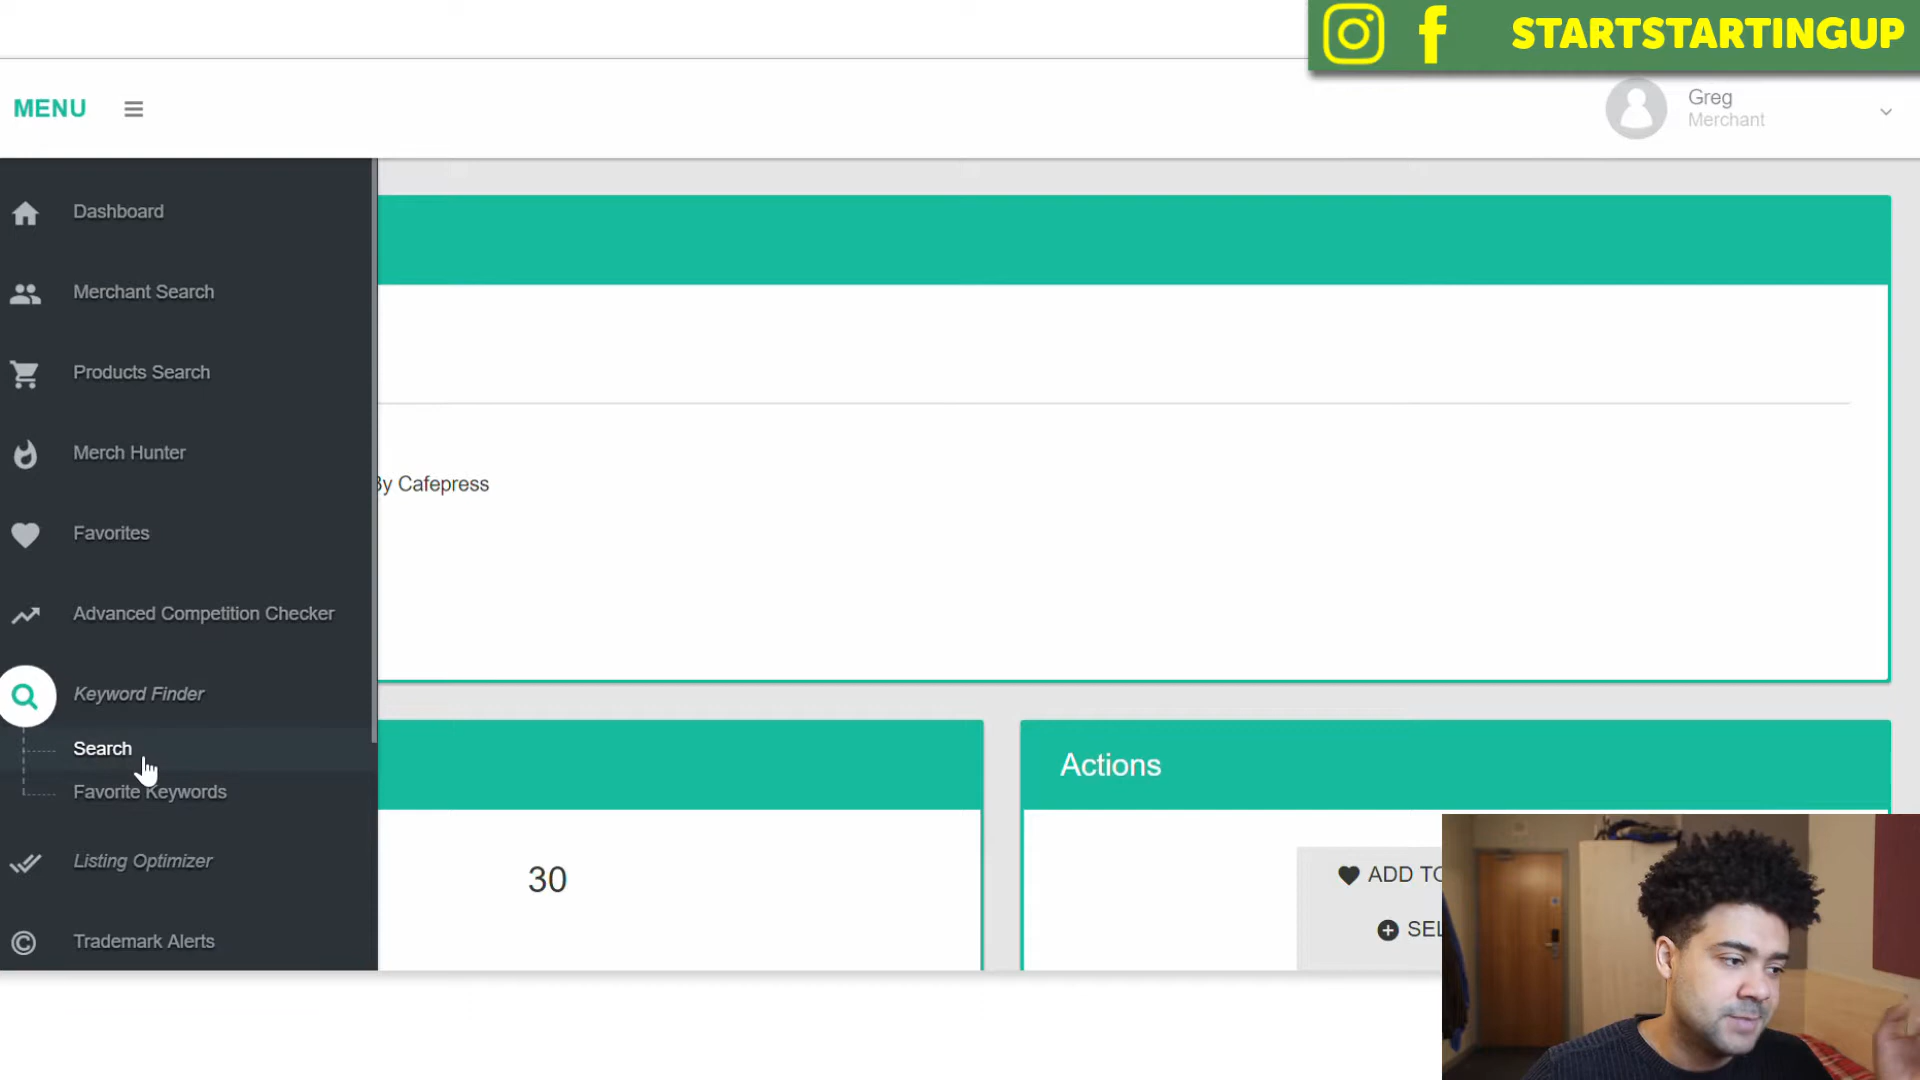 STARTSTARTINGUP
MENU
Greg
Merchant
Dashboard
Merchant Search
Products Search
Merch Hunter
By Cafepress
Favorites
Advanced Competition Checker
Keyword Finder
Search
Favorite Keywords
Actions
Listing Optimizer
30
ADD TO
SEL
Trademark Alerts